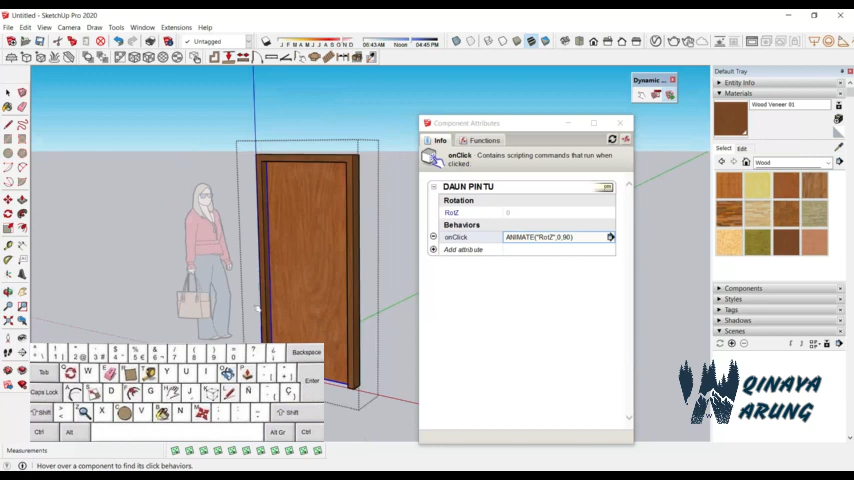 Untitled - SketchUp Pro 2020
File Edit View Camera Draw Tools Window Extensions Help
Untagged
J F M A M J J A S O N D
06:43 AM Noon 04:45 PM
Dynamic ...
Default Tray
Entity Info
Materials
Wood Veneer 01
Select Edit
Wood
Component Attributes
Info Functions
onClick - Contains scripting commands that run when
clicked.
DAUN PINTU
Rotation
RotZ 0
Behaviors
onClick ANIMATE("RotZ",0,90)
Add attribute
Components
Styles
Tags
Shadows
Scenes
Backspace
Tab Q W E R T Y U I O P
Enter
Caps Lock A S D F G H J K L Ñ Ç
Shift Z X C V B N M Shift
Ctrl Alt Alt Gr Ctrl
QINAYA
WARUNG
Measurements
Hover over a component to find its click behaviors.